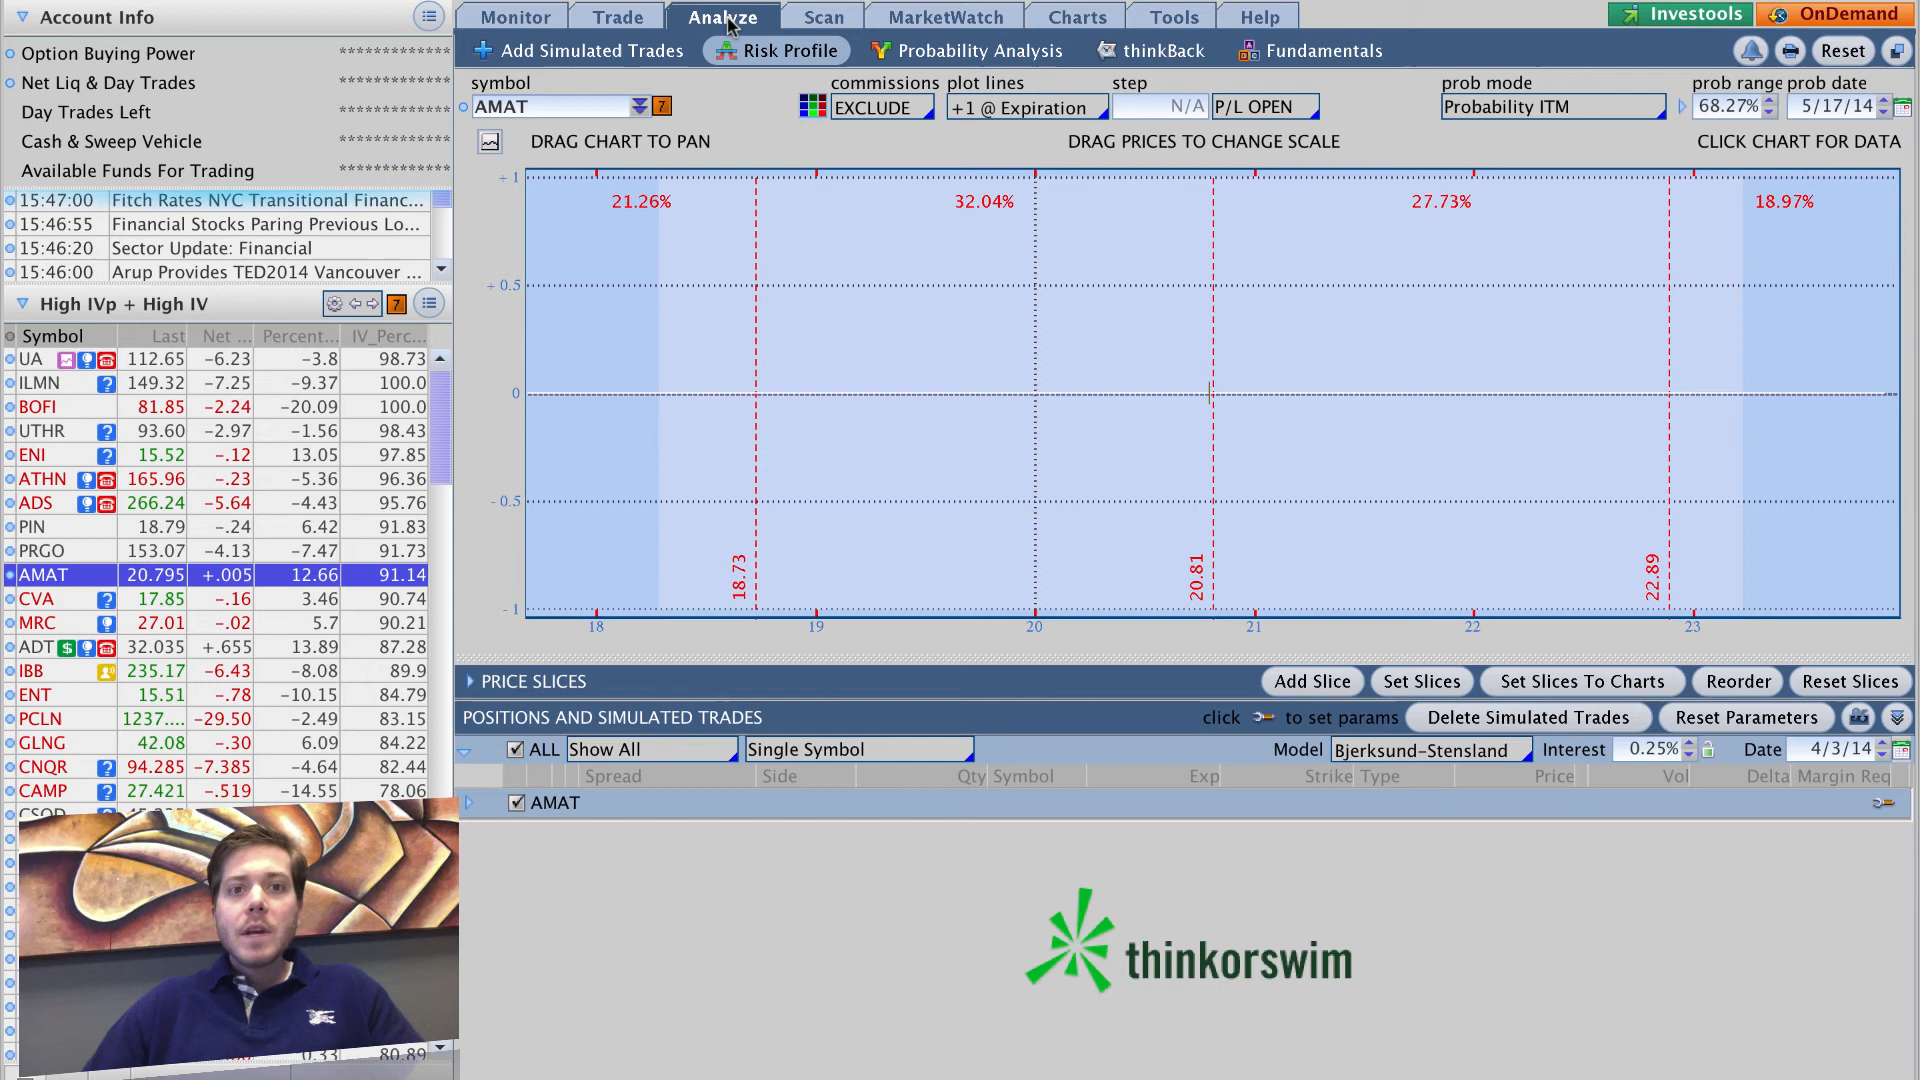 Account Info
Option Buying Power ************
Net Liq & Day Trades ************
Day Trades Left ************
Cash & Sweep Vehicle ************
Available Funds For Trading ************
15:47:00 Fitch Rates NYC Transitional Financ...
15:46:55 Financial Stocks Paring Previous Lo...
15:46:20 Sector Update: Financial
15:46:00 Arup Provides TED2014 Vancouver ...
High IVp + High IV 7
Symbol Last Net ... Percent... IV_Perc...
UA 112.65 -6.23 -3.8 98.73
ILMN ? 149.32 -7.25 -9.37 100.0
BOFI 81.85 -2.24 -20.09 100.0
UTHR ? 93.60 -2.97 -1.56 98.43
ENI ? 15.52 -.12 13.05 97.85
ATHN 165.96 -.23 -5.36 96.36
ADS 266.24 -5.64 -4.43 95.76
PIN 18.79 -.24 6.42 91.83
PRGO 153.07 -4.13 -7.47 91.73
AMAT 20.795 +.005 12.66 91.14
CVA ? 17.85 -.16 3.46 90.74
MRC 27.01 -.02 5.7 90.21
ADT $ 32.035 +.655 13.89 87.28
IBB 235.17 -6.43 -8.08 89.9
ENT 15.51 -.78 -10.15 84.79
PCLN 1237.... -29.50 -2.49 83.15
GLNG 42.08 -.30 6.09 84.22
CNQR ? 94.285 -7.385 -4.64 82.44
CAMP ? 27.421 -.519 -14.55 78.06
0.33 80.89
Monitor Trade Analyze Scan MarketWatch Charts Tools Help Investools OnDemand
Add Simulated Trades Risk Profile Probability Analysis thinkBack Fundamentals Reset
symbol commissions plot lines step prob mode prob range prob date
AMAT 7 EXCLUDE +1 @ Expiration N/A P/L OPEN Probability ITM 68.27% 5/17/14
DRAG CHART TO PAN DRAG PRICES TO CHANGE SCALE CLICK CHART FOR DATA
+ 1
21.26% 32.04% 27.73% 18.97%
+ 0.5
0
- 0.5
18.73 20.81 22.89
- 1
18 19 20 21 22 23
PRICE SLICES Add Slice Set Slices Set Slices To Charts Reorder Reset Slices
POSITIONS AND SIMULATED TRADES click to set params Delete Simulated Trades Reset Parameters
ALL Show All Single Symbol Model Bjerksund-Stensland Interest 0.25% Date 4/3/14
Spread Side Qty Symbol Exp Strike Type Price Vol Delta Margin Req
AMAT
thinkorswim